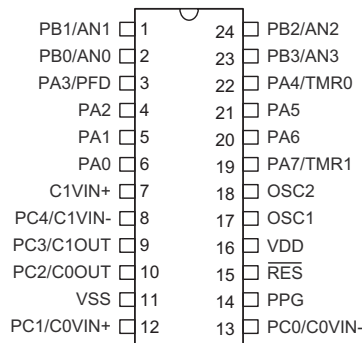 PB1/AN1 1 24 PB2/AN2
PB0/AN0 2 23 PB3/AN3
PA3/PFD 3 22 PA4/TMR0
PA2 4 21 PA5
PA1 5 20 PA6
PA0 6 19 PA7/TMR1
C1VIN+ 7 18 OSC2
PC4/C1VIN- 8 17 OSC1
PC3/C1OUT 9 16 VDD
PC2/C0OUT 10 15 RES
VSS 11 14 PPG
PC1/C0VIN+ 12 13 PC0/C0VIN-